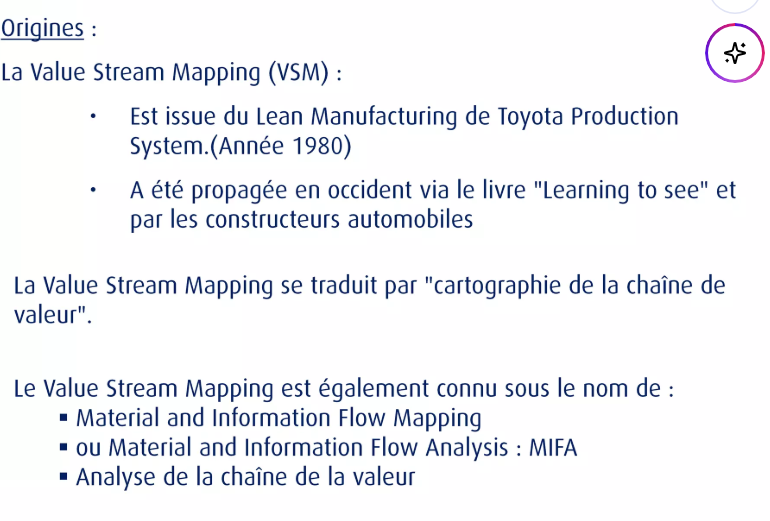 Origines :
La Value Stream Mapping (VSM) :
• Est issue du Lean Manufacturing de Toyota Production
System.(Année 1980)
• A été propagée en occident via le livre "Learning to see" et
par les constructeurs automobiles
La Value Stream Mapping se traduit par "cartographie de la chaîne de
valeur".
Le Value Stream Mapping est également connu sous le nom de :
▪ Material and Information Flow Mapping
▪ ou Material and Information Flow Analysis : MIFA
▪ Analyse de la chaîne de la valeur